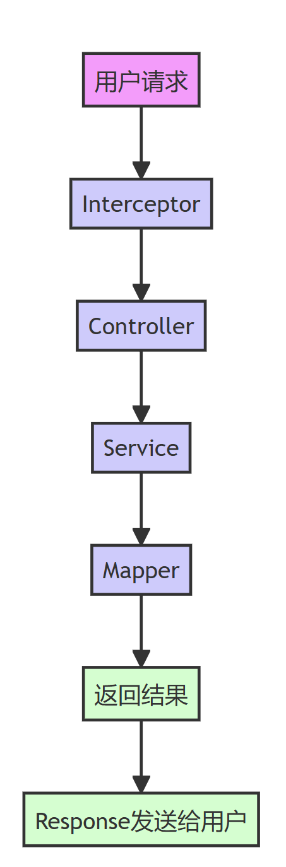 用户请求
Interceptor
Controller
Service
Mapper
返回结果
Response发送给用户